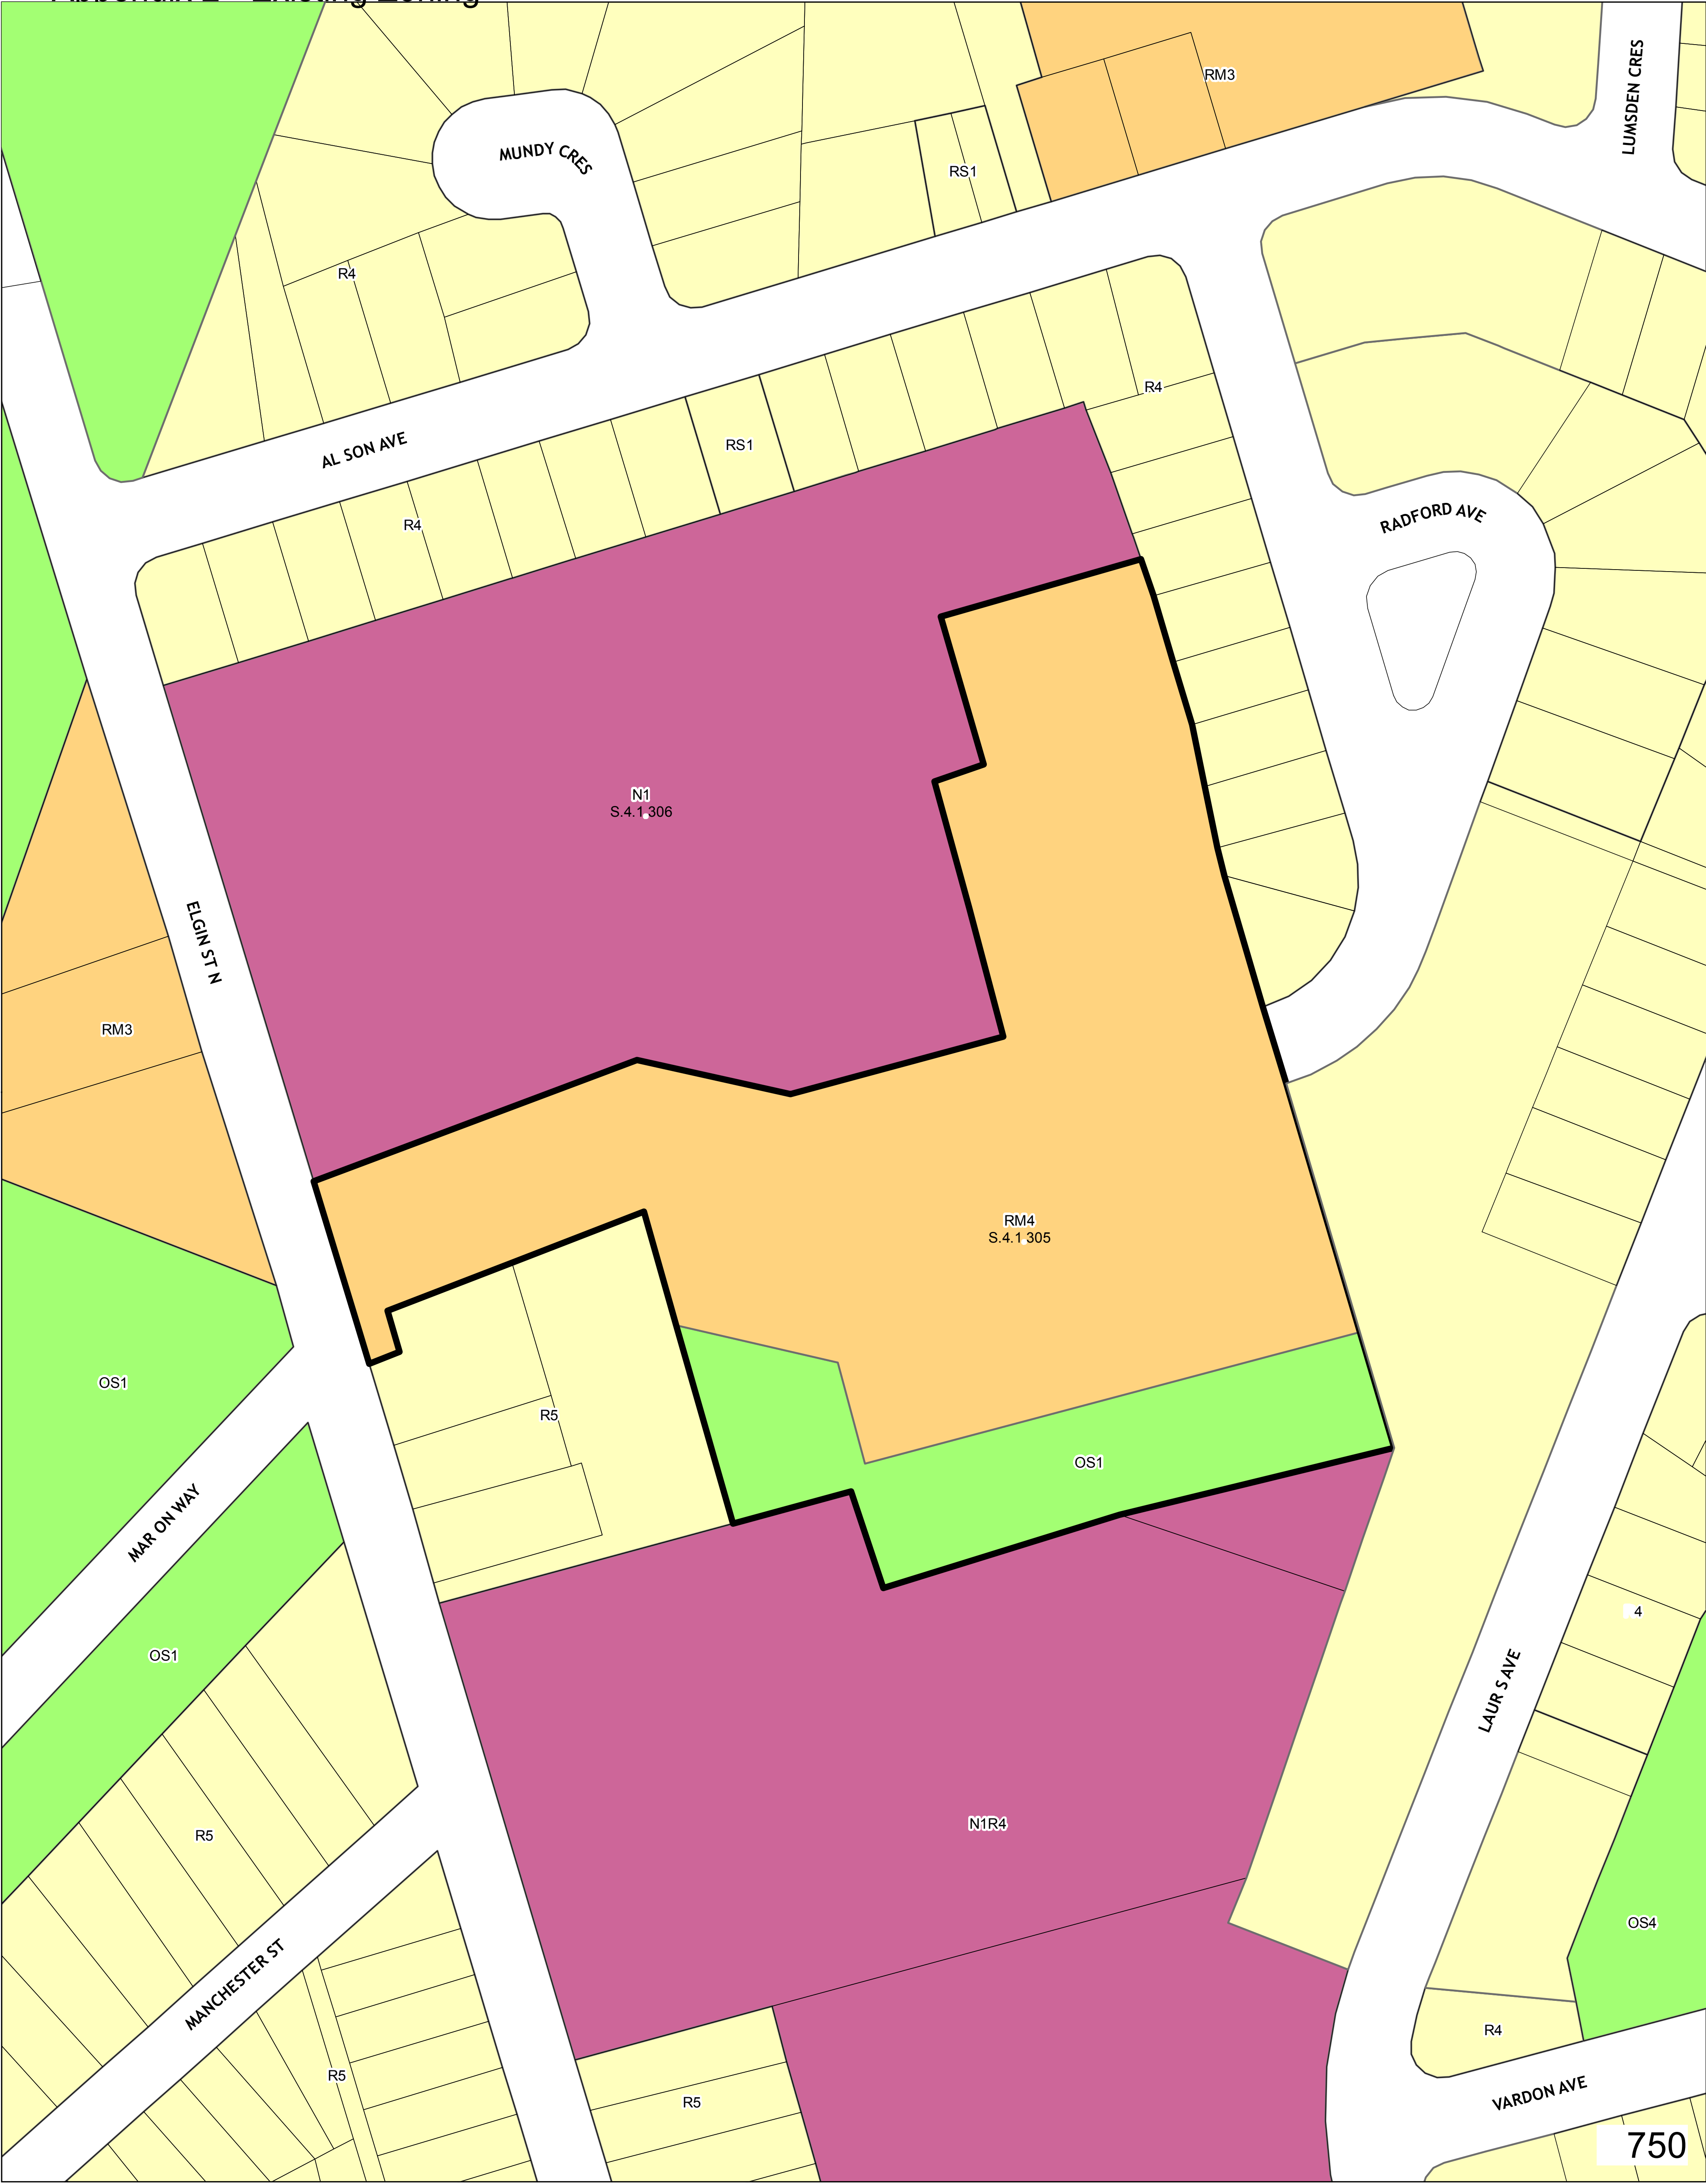 RM3
LUMSDEN CRES
MUNDY CRES
RS1
R4
R4
AL SON AVE
RS1
R4
RADFORD AVE
N1
S.4.1.306
ELGIN ST N
RM3
RM4
S.4.1.305
OS1
R5
OS1
MAR ON WAY
4
OS1
LAUR S AVE
N1R4
R5
OS4
MANCHESTER ST
R4
R5
R5
VARDON AVE
750